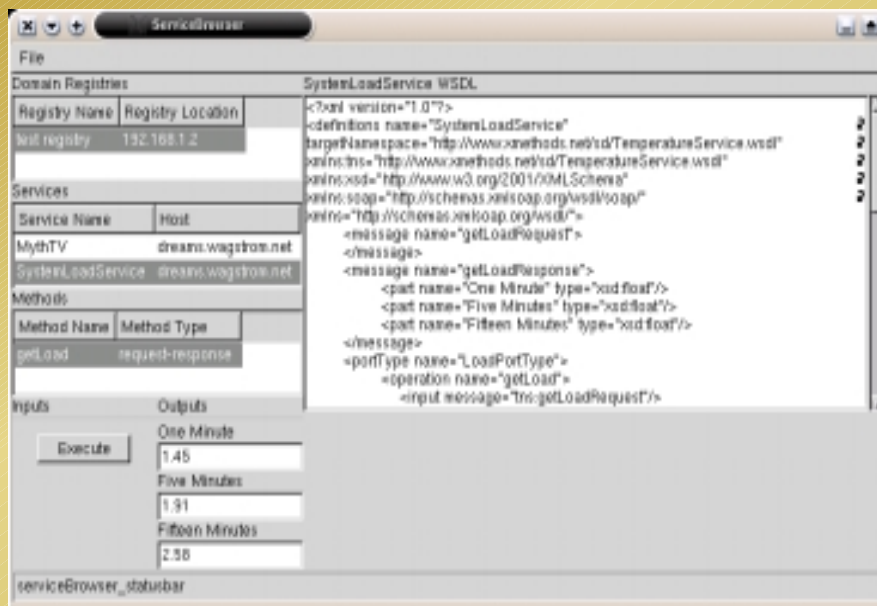 ServiceBrowser
File
Domain Registries
Registry Name Registry Location
test registry 192.168.1.2
Services
Service Name Host
MythTV dreams.wagstrom.net
SystemLoadService dreams.wagstrom.net
Methods
Method Name Method Type
getLoad request-response
Inputs Outputs
Execute
One Minute
1.45
Five Minutes
1.91
Fifteen Minutes
2.58
SystemLoadService WSDL
<?xml version="1.0"?>
<definitions name="SystemLoadService"
targetNamespace="http://www.xmethods.net/sd/TemperatureService.wsdl"
xmlns:tns="http://www.xmethods.net/sd/TemperatureService.wsdl"
xmlns:xsd="http://www.w3.org/2001/XMLSchema"
xmlns:soap="http://schemas.xmlsoap.org/wsdl/soap/"
xmlns="http://schemas.xmlsoap.org/wsdl/">
<message name="getLoadRequest">
</message>
<message name="getLoadResponse">
<part name="One Minute" type="xsd:float"/>
<part name="Five Minutes" type="xsd:float"/>
<part name="Fifteen Minutes" type="xsd:float"/>
</message>
<portType name="LoadPortType">
<operation name="getLoad">
<input message="tns:getLoadRequest"/>
serviceBrowser_statusbar